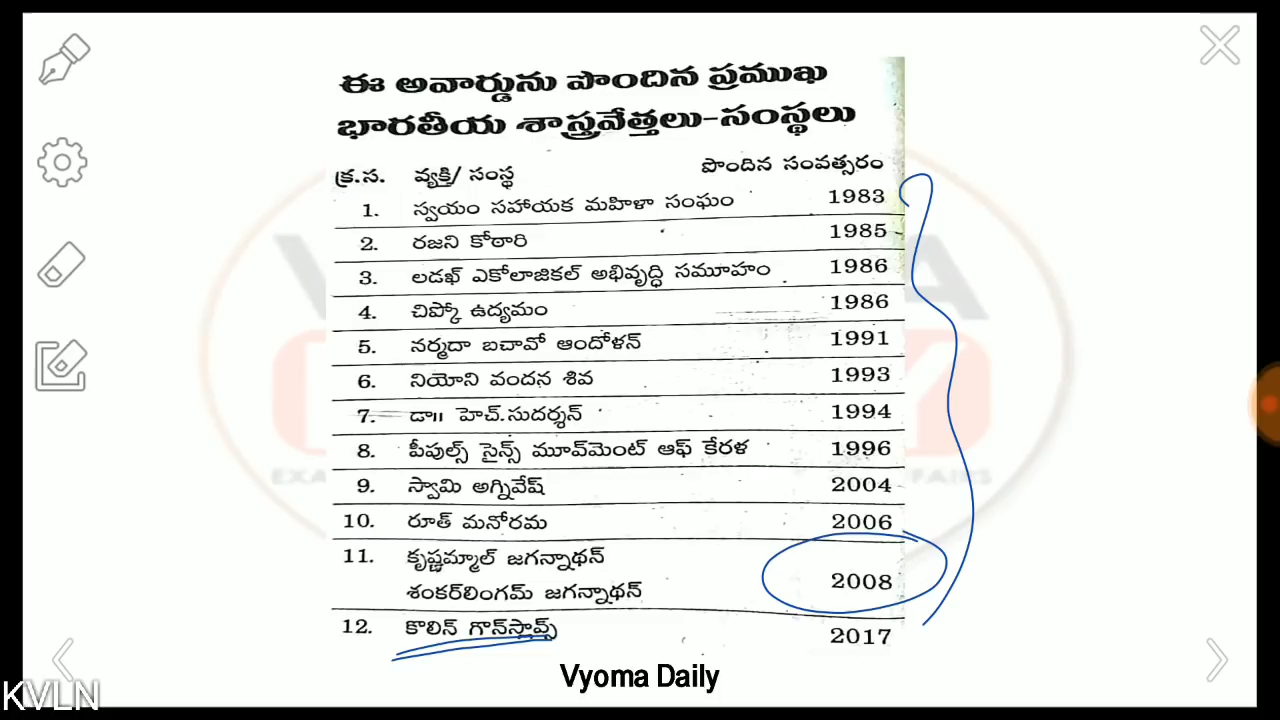 ఈ అవార్డును పొందిన ప్రముఖ
భారతీయ శాస్త్రవేత్తలు-సంస్థలు
క్ర.స. వ్యక్తి/ సంస్థ పొందిన సంవత్సరం
1. స్వయం సహాయక మహిళా సంఘం 1983
2. రజని కోఠారి 1985
3. లడఖ్ ఎకోలాజికల్ అభివృద్ధి సమూహం 1986
4. చిప్కో ఉద్యమం 1986
5. నర్మదా బచావో ఆందోళన్ 1991
6. నియోని వందన శివ 1993
7. డా॥ హెచ్.సుదర్శన్ 1994
8. పీపుల్స్ సైన్స్ మూవ్‌మెంట్ ఆఫ్ కేరళ 1996
9. స్వామి అగ్నివేష్ 2004
10. రూత్ మనోరమ 2006
11. కృష్ణమ్మాల్ జగన్నాథన్
శంకర్‌లింగమ్ జగన్నాథన్ 2008
12. కొలిన్ గొన్‌సాల్వ్స్ 2017
Vyoma Daily
KVLN